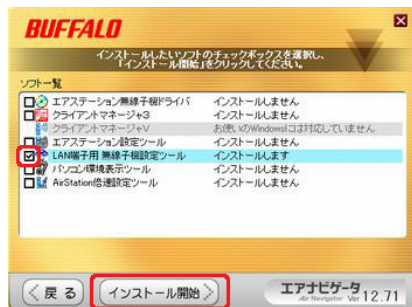 BUFFALO
インストールしたいソフトのチェックボックスを選択し、
「インストール開始」をクリックしてください。
ソフト一覧
エアステーション無線子機ドライバ インストールしません
クライアントマネージャ3 インストールしません
クライアントマネージャV お使いのWindowsには対応していません
エアステーション設定ツール インストールしません
LAN端子用 無線子機設定ツール インストールします
パソコン環境表示ツール インストールしません
AirStation倍速設定ツール インストールしません
戻る
インストール開始
エアナビゲータ
Air Navigator Ver 12.71